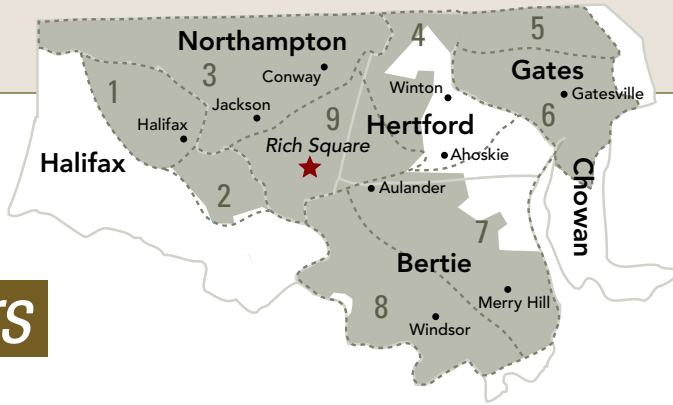 4
5
Northampton
3
Conway
Gates
1
Winton
Gatesville
Jackson
9
6
Halifax
Hertford
Rich Square
Ahoskie
Halifax
Chowan
2
Aulander
7
Bertie
8
Merry Hill
Windsor